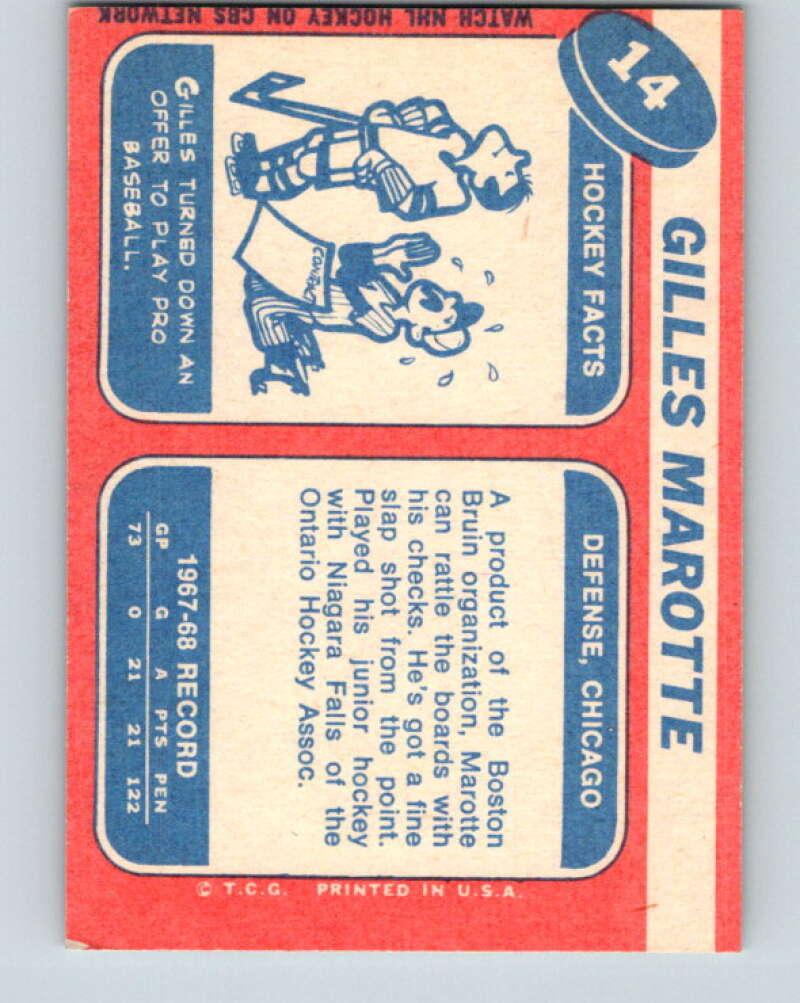 14
GILLES MAROTTE
HOCKEY FACTS
CONTRACT
GILLES TURNED DOWN AN
OFFER TO PLAY PRO
BASEBALL.
DEFENSE, CHICAGO
A product of the Boston
Bruin organization, Marotte
can rattle the boards with
his checks. He's got a fine
slap shot from the point.
Played his junior hockey
with Niagara Falls of the
Ontario Hockey Assoc.
1967-68 RECORD
GP G A PTS PEN
73 0 21 21 122
© T.C.G. PRINTED IN U.S.A.
WATCH NHL HOCKEY ON CBS NETWORK